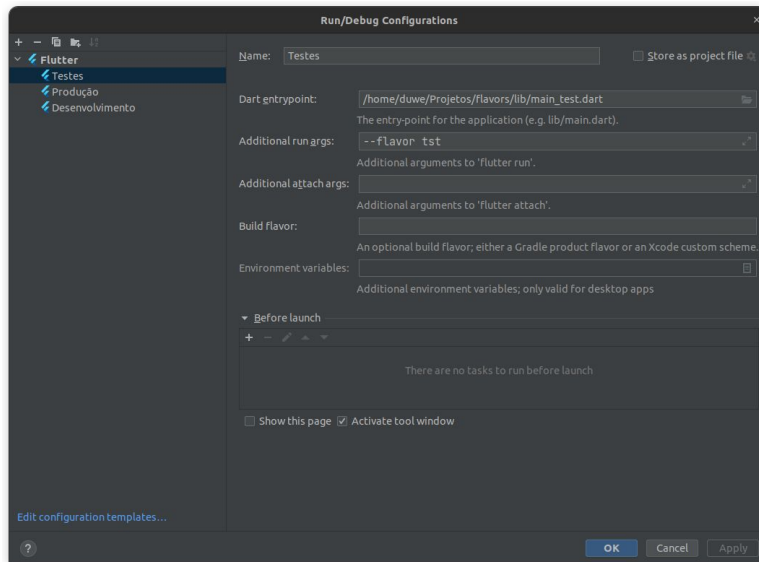 Run/Debug Configurations
Flutter
Testes
Produção
Desenvolvimento
Name: Testes Store as project file
Dart entrypoint: /home/duwe/Projetos/flavors/lib/main_test.dart
The entry-point for the application (e.g. lib/main.dart).
Additional run args: --flavor tst
Additional arguments to 'flutter run'.
Additional attach args:
Additional arguments to 'flutter attach'.
Build flavor:
An optional build flavor; either a Gradle product flavor or an Xcode custom scheme.
Environment variables:
Additional environment variables; only valid for desktop apps
Before launch
There are no tasks to run before launch
Show this page Activate tool window
Edit configuration templates...
? OK Cancel Apply